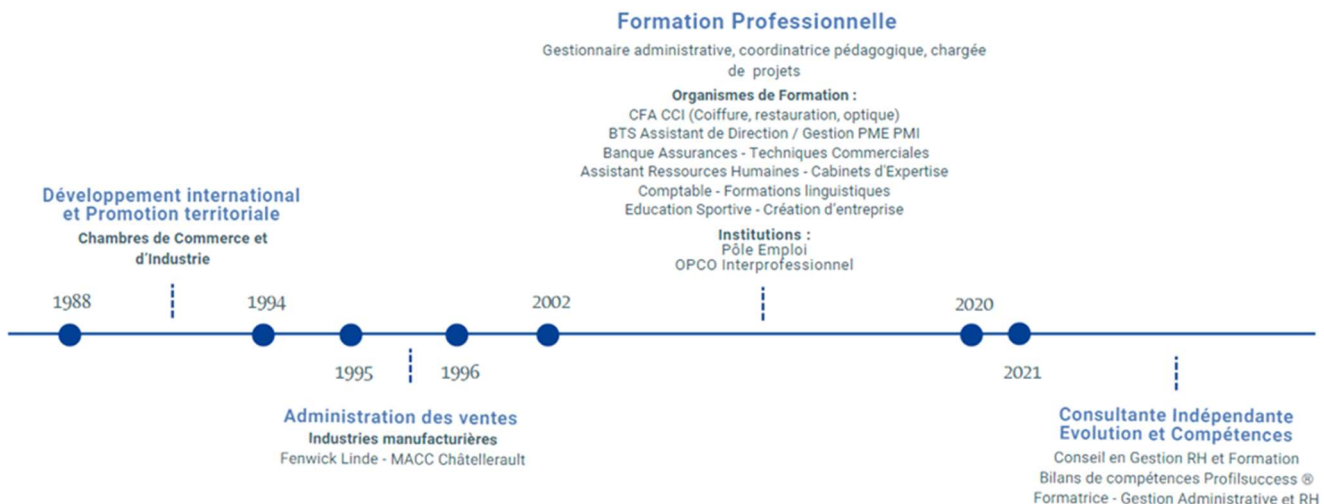 Formation Professionnelle
Gestionnaire administrative, coordinatrice pédagogique, chargée
de projets
Organismes de Formation :
CFA CCI (Coiffure, restauration, optique)
BTS Assistant de Direction / Gestion PME PMI
Banque Assurances - Techniques Commerciales
Assistant Ressources Humaines - Cabinets d'Expertise
Comptable - Formations linguistiques
Education Sportive - Création d'entreprise
Institutions :
Pôle Emploi
OPCO Interprofessionnel
Développement international
et Promotion territoriale
Chambres de Commerce et
d'Industrie
1988
1994
2002
2020
1995
1996
2021
Administration des ventes
Industries manufacturières
Fenwick Linde - MACC Châtellerault
Consultante Indépendante
Evolution et Compétences
Conseil en Gestion RH et Formation
Bilans de compétences Profilsuccess ®
Formatrice - Gestion Administrative et RH